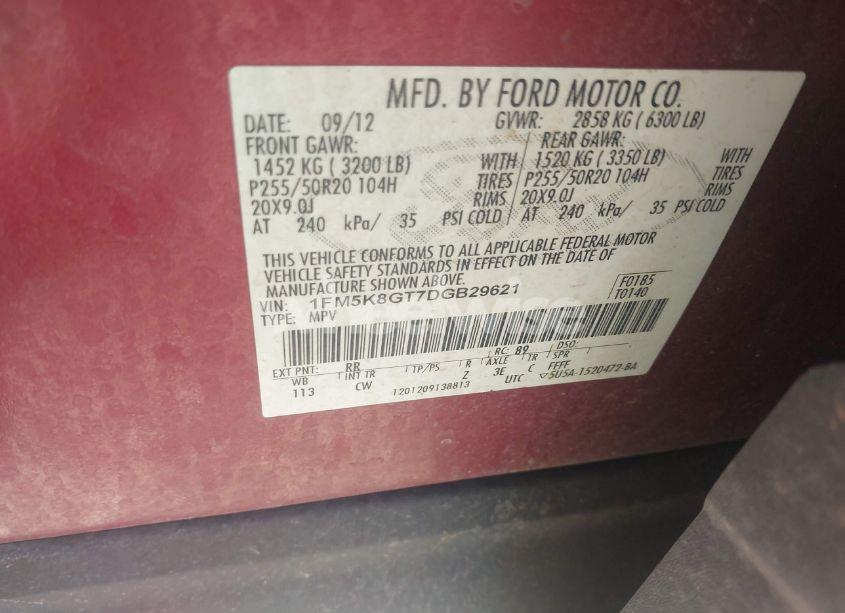 MFD. BY FORD MOTOR CO.
DATE: 09/12 GVWR: 2858 KG ( 6300 LB)
FRONT GAWR: REAR GAWR:
1452 KG ( 3200 LB) WITH 1520 KG ( 3350 LB) WITH
P255/50R20 104H TIRES P255/50R20 104H TIRES
20X9.0J RIMS 20X9.0J RIMS
AT 240 kPa/ 35 PSI COLD AT 240 kPa/ 35 PSI COLD
THIS VEHICLE CONFORMS TO ALL APPLICABLE FEDERAL MOTOR
VEHICLE SAFETY STANDARDS IN EFFECT ON THE DATE OF
MANUFACTURE SHOWN ABOVE.
VIN: 1FM5K8GT7DGB29621 F0185
TYPE: MPV T0140
EXT PNT: RR RC: 89 DSO:
WB INT TR TP/PS R AXLE TR SPR
113 CW Z 3E C FFFF
1201209138813 UTC 5U5A-1520472-BA